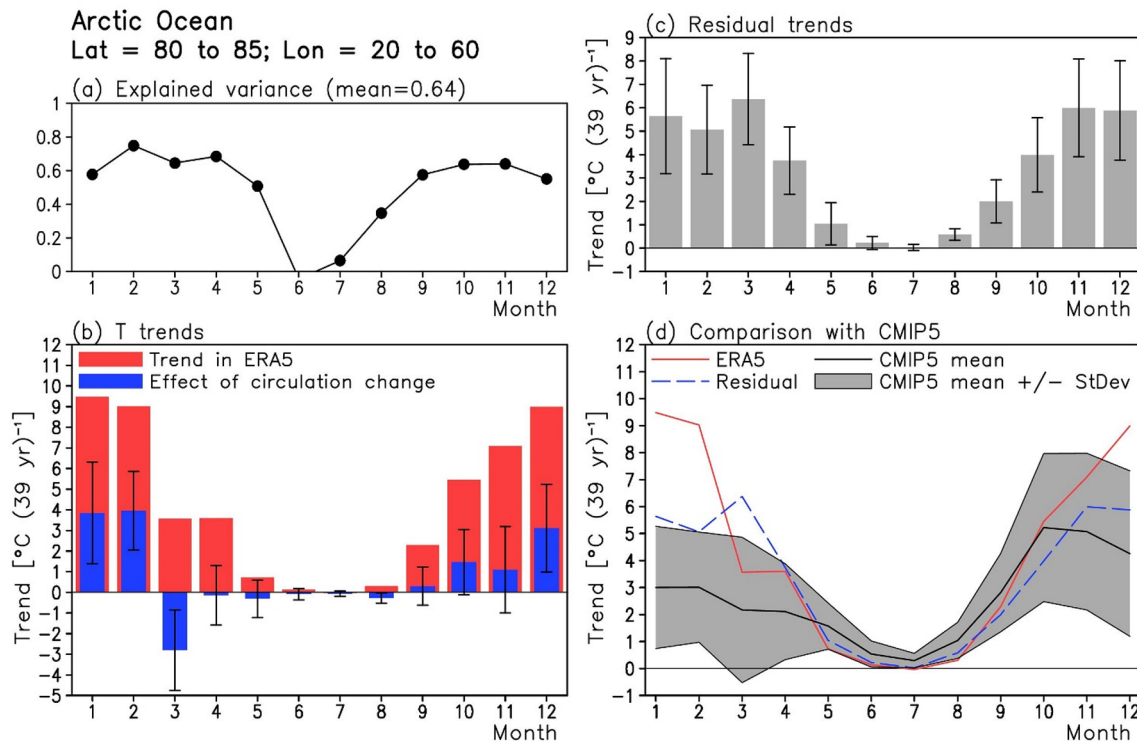 Arctic Ocean
Lat = 80 to 85; Lon = 20 to 60
(a) Explained variance (mean=0.64)
1
0.8
0.6
0.4
0.2
0
1 2 3 4 5 6 7 8 9 10 11 12
Month
(b) T trends
Trend in ERA5
Effect of circulation change
Trend [°C (39 yr)⁻¹]
12
11
10
9
8
7
6
5
4
3
2
1
0
-1
-2
-3
-4
-5
1 2 3 4 5 6 7 8 9 10 11 12
Month
(c) Residual trends
Trend [°C (39 yr)⁻¹]
9
8
7
6
5
4
3
2
1
0
-1
1 2 3 4 5 6 7 8 9 10 11 12
Month
(d) Comparison with CMIP5
ERA5 CMIP5 mean
Residual CMIP5 mean +/- StDev
Trend [°C (39 yr)⁻¹]
12
11
10
9
8
7
6
5
4
3
2
1
0
-1
1 2 3 4 5 6 7 8 9 10 11 12
Month